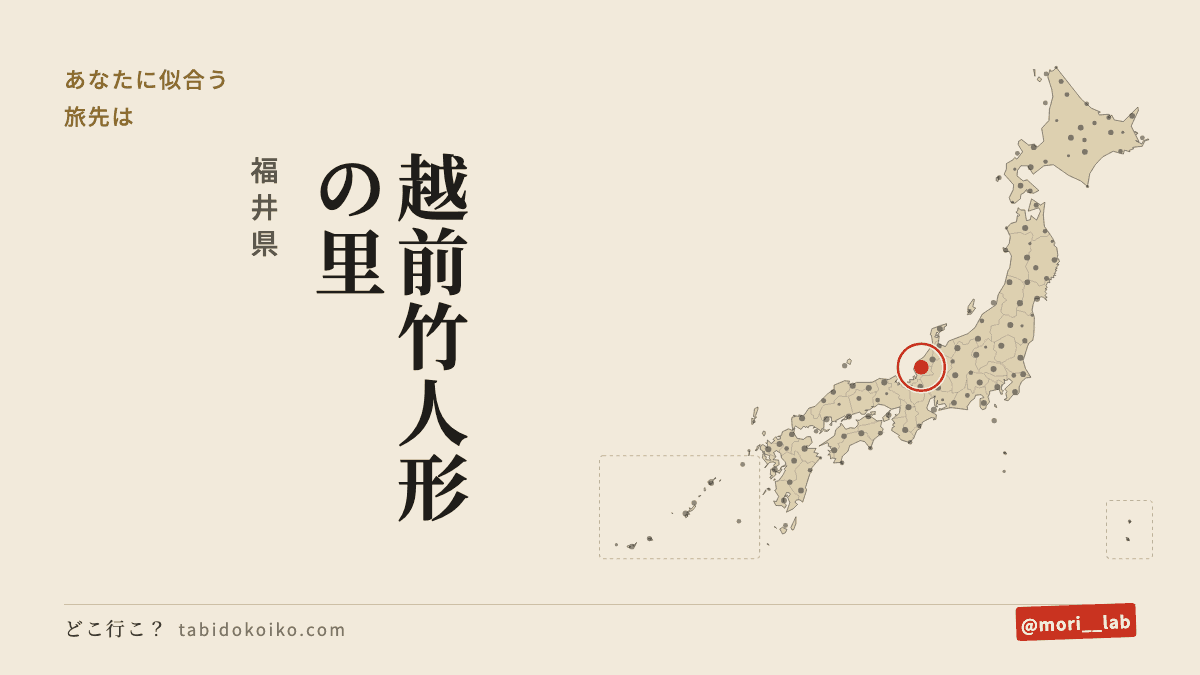 あなたに似合う
旅先は
越前竹人形
の里
福井県
どこ行こ？ tabidokoiko.com
@mori__lab